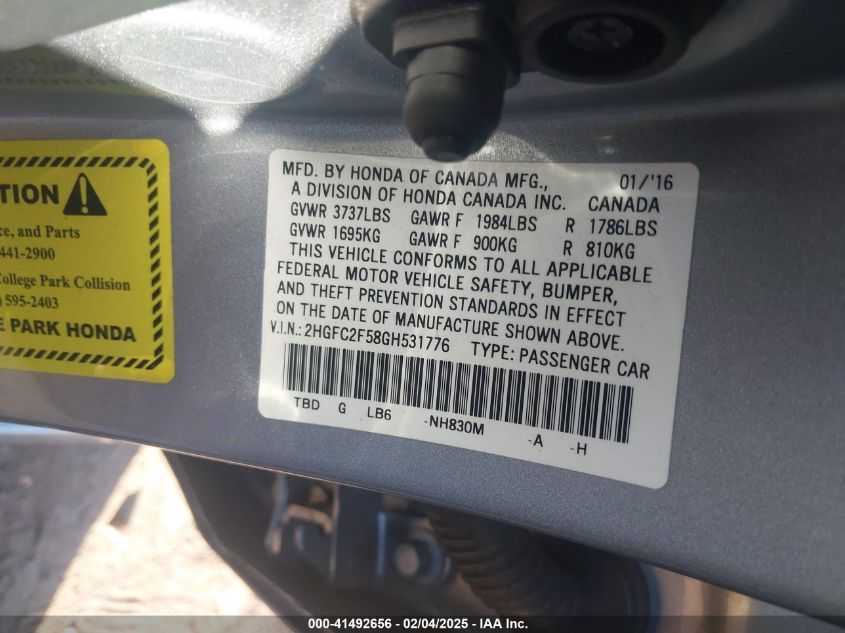 TION
ce, and Parts
441-2900
College Park Collision
) 595-2403
E PARK HONDA
MFD. BY HONDA OF CANADA MFG., 01/'16
A DIVISION OF HONDA CANADA INC. CANADA
GVWR 3737LBS GAWR F 1984LBS R 1786LBS
GVWR 1695KG GAWR F 900KG R 810KG
THIS VEHICLE CONFORMS TO ALL APPLICABLE
FEDERAL MOTOR VEHICLE SAFETY, BUMPER,
AND THEFT PREVENTION STANDARDS IN EFFECT
ON THE DATE OF MANUFACTURE SHOWN ABOVE.
V.I.N.: 2HGFC2F58GH531776 TYPE: PASSENGER CAR
TBD G LB6 -NH830M -A -H
000-41492656 - 02/04/2025 - IAA Inc.